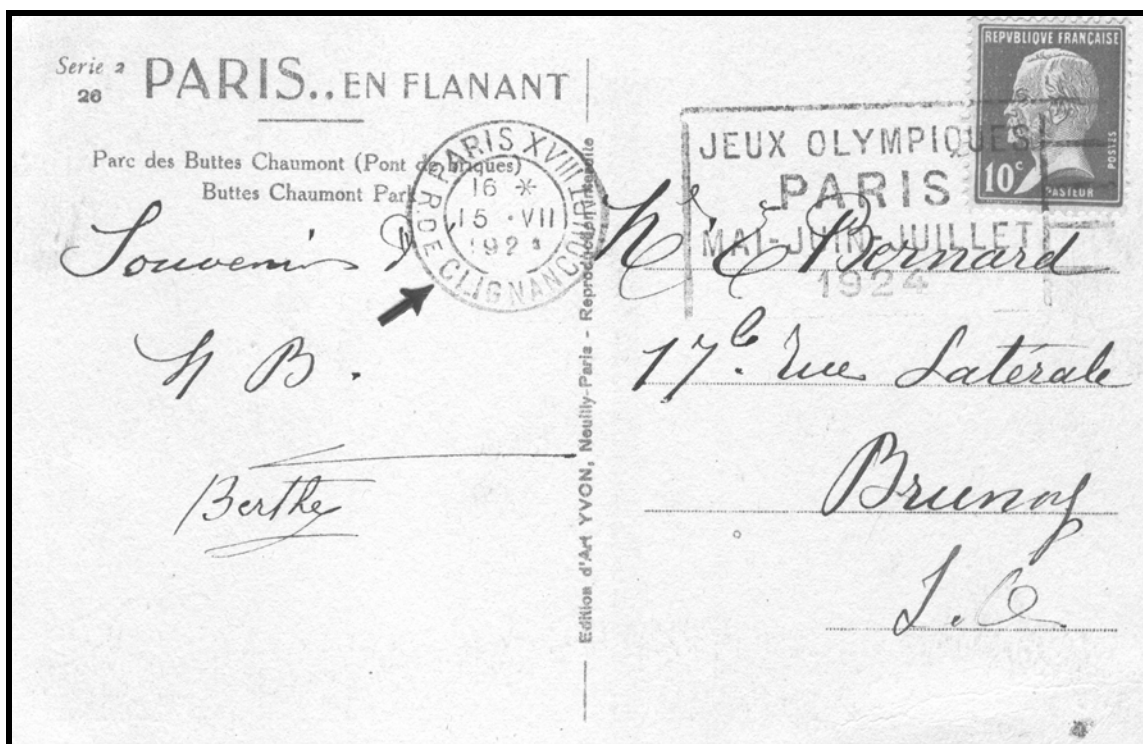 Serie 2
26
PARIS.. EN FLANANT
Parc des Buttes Chaumont (Pont de briques)
Buttes Chaumont Park
PARIS XVIII
16 *
15 · VII
192
R DE CLIGNANCOURT
JEUX OLYMPIQUES
PARIS
MAI-JUIN-JUILLET
1924
REPVBLIQUE FRANÇAISE
10c
POSTES
PASTEUR
Souvenirs
Berthe
Edition d'Art YVON, Neuilly-Paris - Reproduction interdite
Bernard
17 rue Latérale
Brunoy
S. O